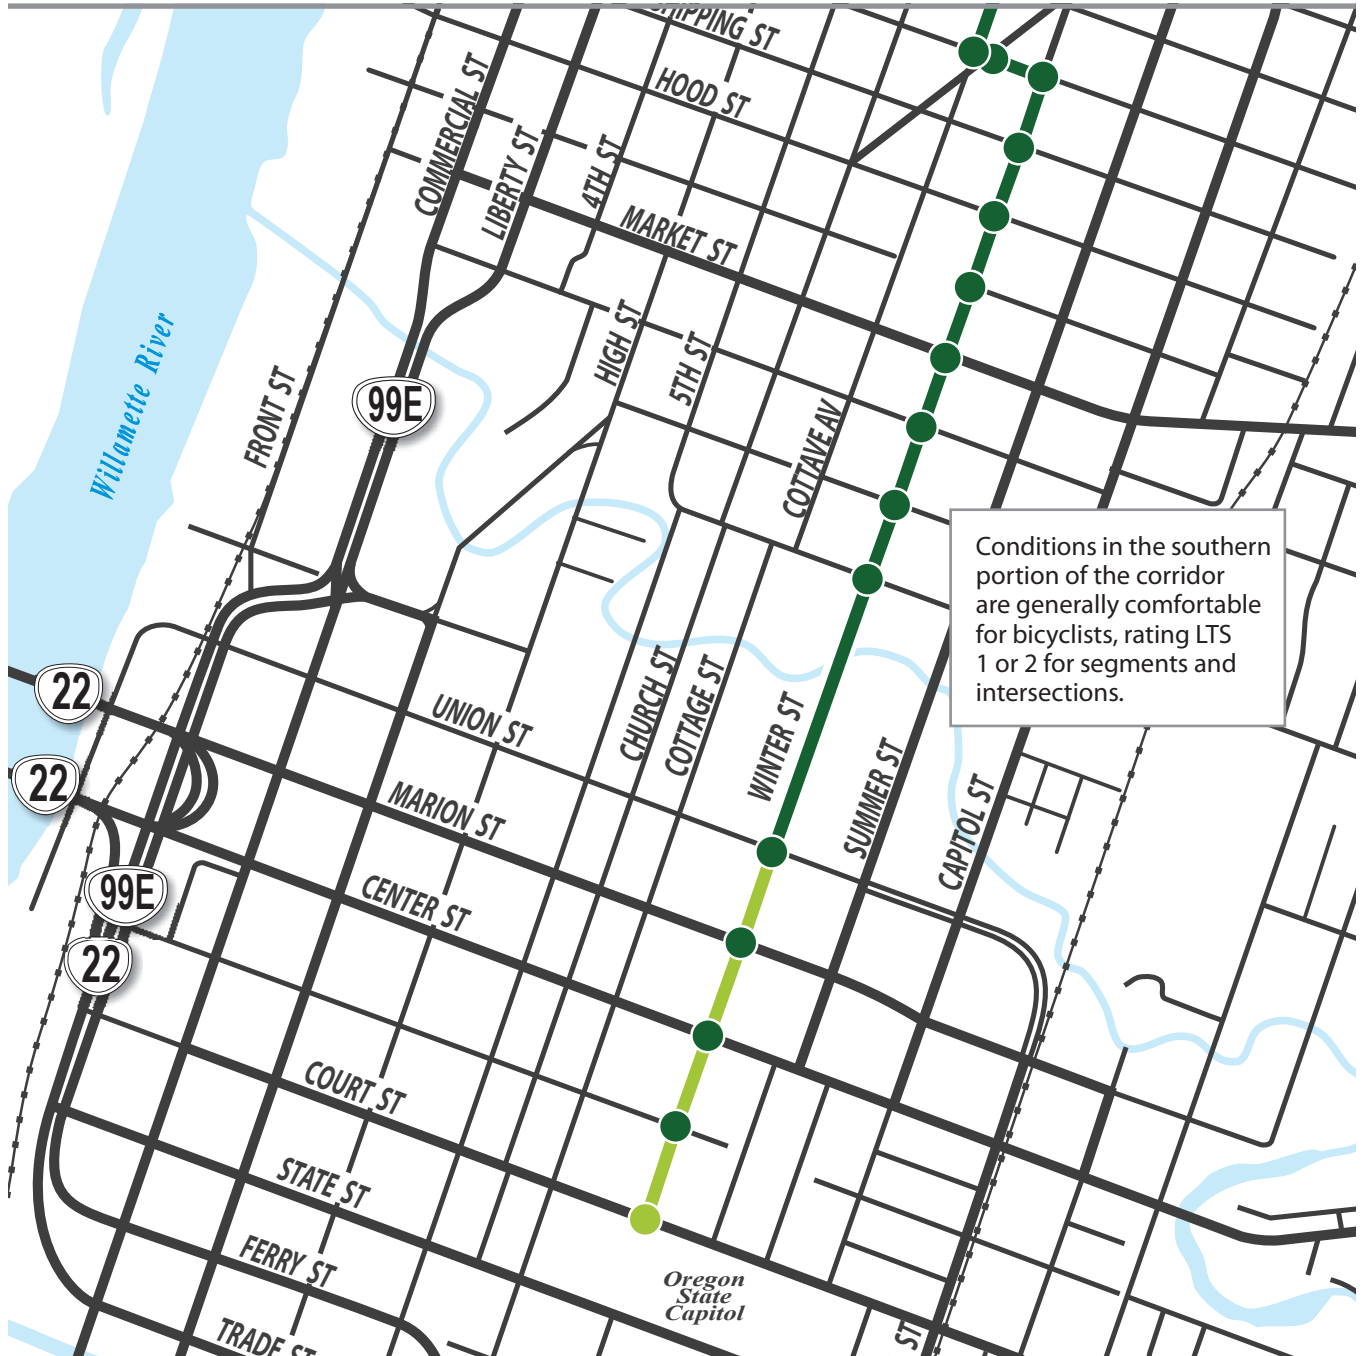 SHIPPING ST
HOOD ST
COMMERCIAL ST
LIBERTY ST
4TH ST
MARKET ST
Willamette River
FRONT ST
99E
HIGH ST
5TH ST
COTTAVE AV
Conditions in the southern
portion of the corridor
are generally comfortable
for bicyclists, rating LTS
1 or 2 for segments and
intersections.
22
22
UNION ST
CHURCH ST
COTTAGE ST
WINTER ST
SUMMER ST
CAPITOL ST
MARION ST
CENTER ST
99E
22
COURT ST
STATE ST
FERRY ST
TRADE ST
Oregon
State
Capitol
ST